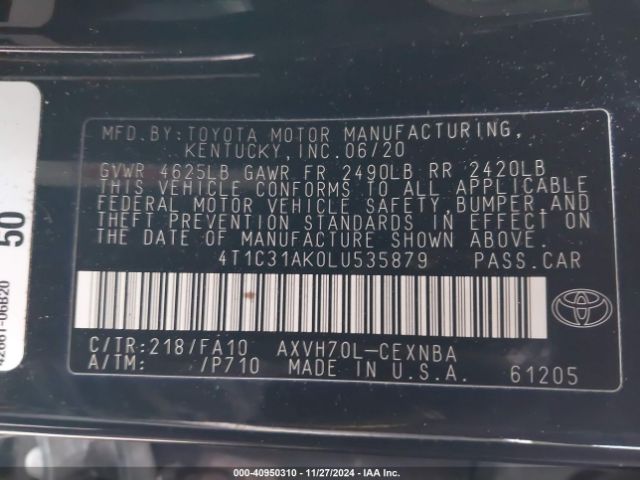 MFD. BY: TOYOTA MOTOR MANUFACTURING,
KENTUCKY, INC. 06/20
GVWR 4625LB GAWR FR 2490LB RR 2420LB
THIS VEHICLE CONFORMS TO ALL APPLICABLE
FEDERAL MOTOR VEHICLE SAFETY, BUMPER, AND
THEFT PREVENTION STANDARDS IN EFFECT ON
THE DATE OF MANUFACTURE SHOWN ABOVE.
4T1C31AK0LU535879 PASS. CAR
C/TR: 218/FA10 AXVH70L-CEXNBA
A/TM: /P710 MADE IN U.S.A. 61205
50
42661-06B20
000-40950310 - 11/27/2024 - IAA Inc.